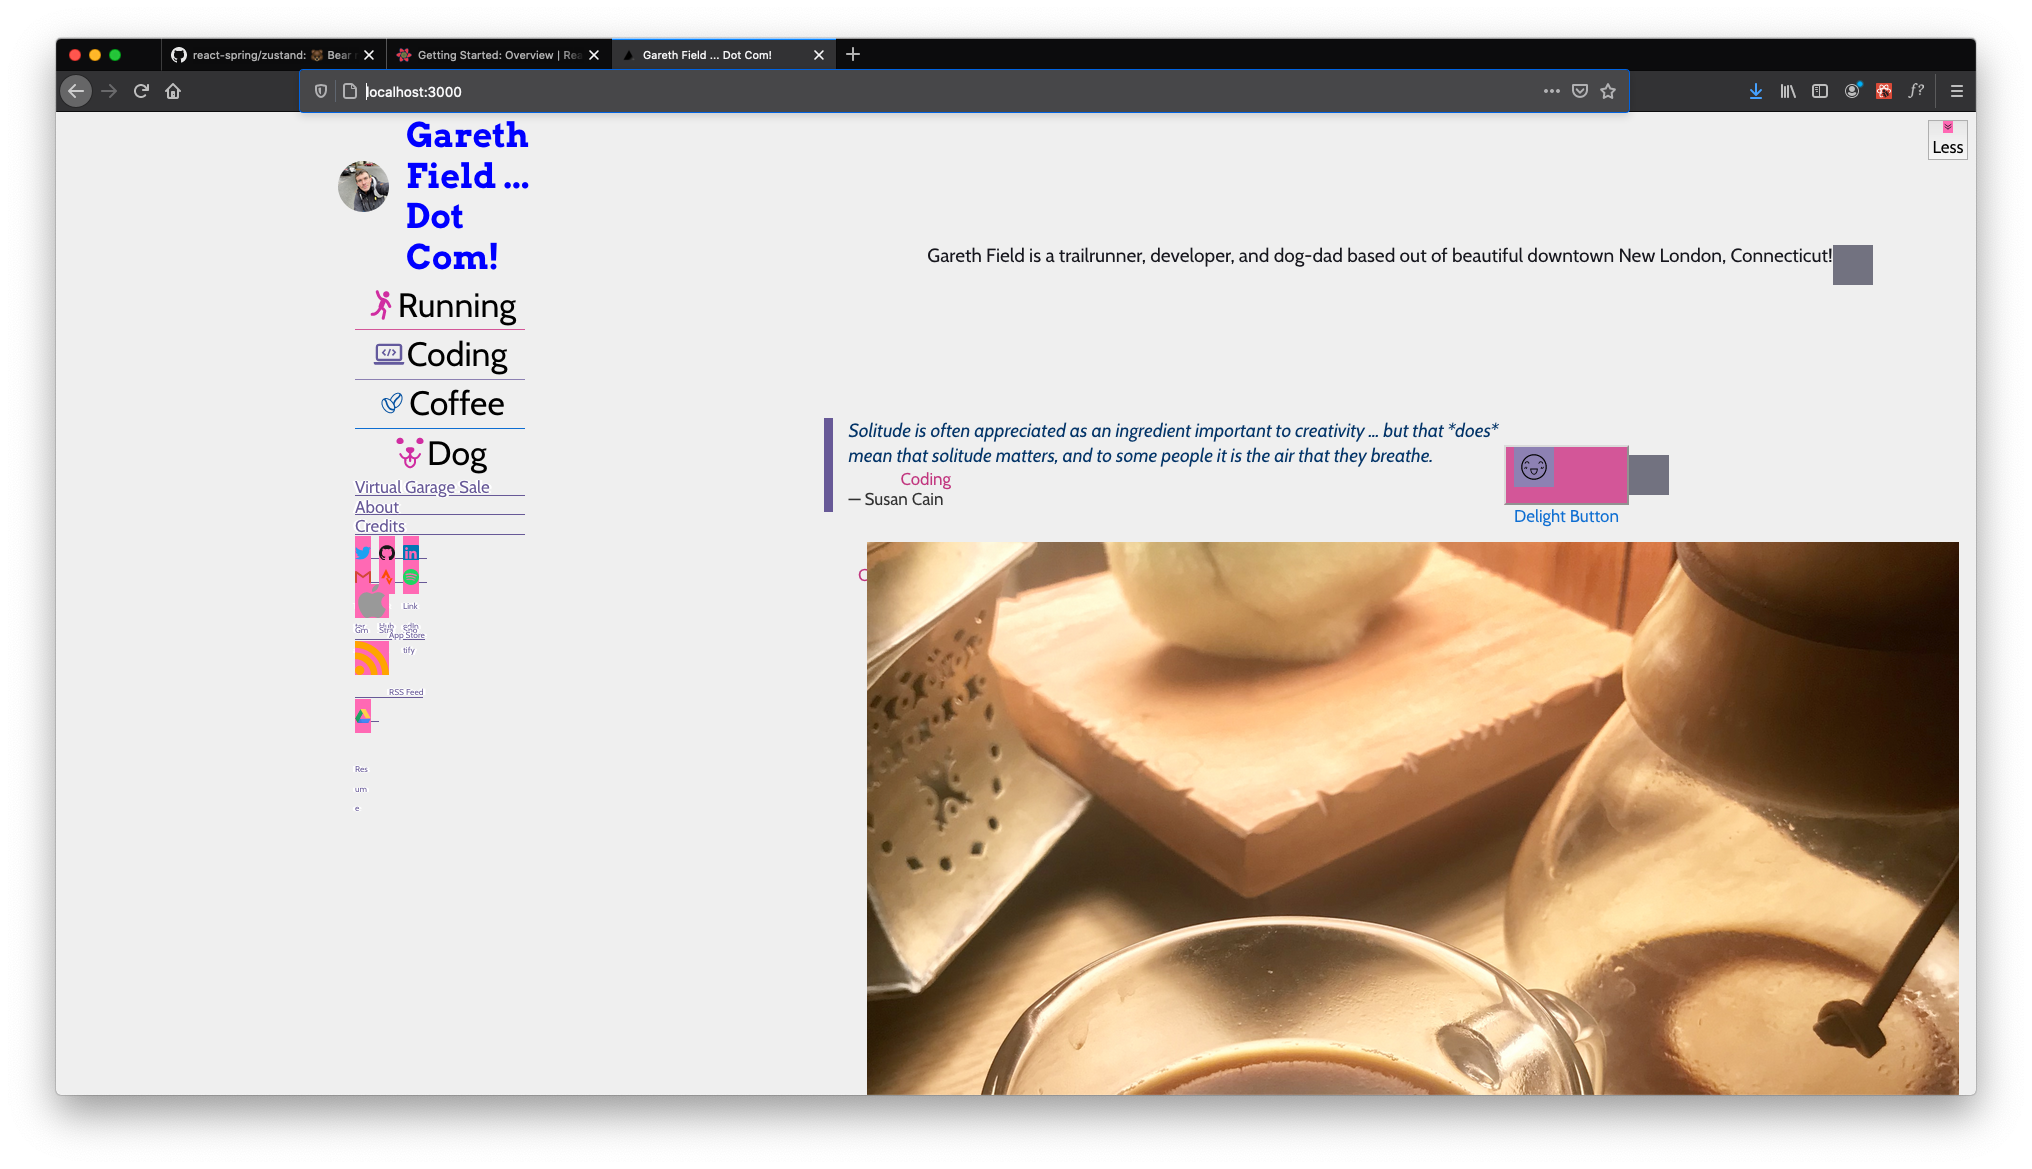 react-spring/zustand: 🐻 Bear
Getting Started: Overview | Rea
Gareth Field ... Dot Com!
localhost:3000
f?
Gareth
Field ...
Dot
Com!
Less
Gareth Field is a trailrunner, developer, and dog-dad based out of beautiful downtown New London, Connecticut!
Running
Coding
Coffee
Dog
Virtual Garage Sale
About
Credits
Solitude is often appreciated as an ingredient important to creativity ... but that *does*
mean that solitude matters, and to some people it is the air that they breathe.
Coding
— Susan Cain
Delight Button
Link
edIn
Gm
App Store
tify
RSS Feed
Res
um
e